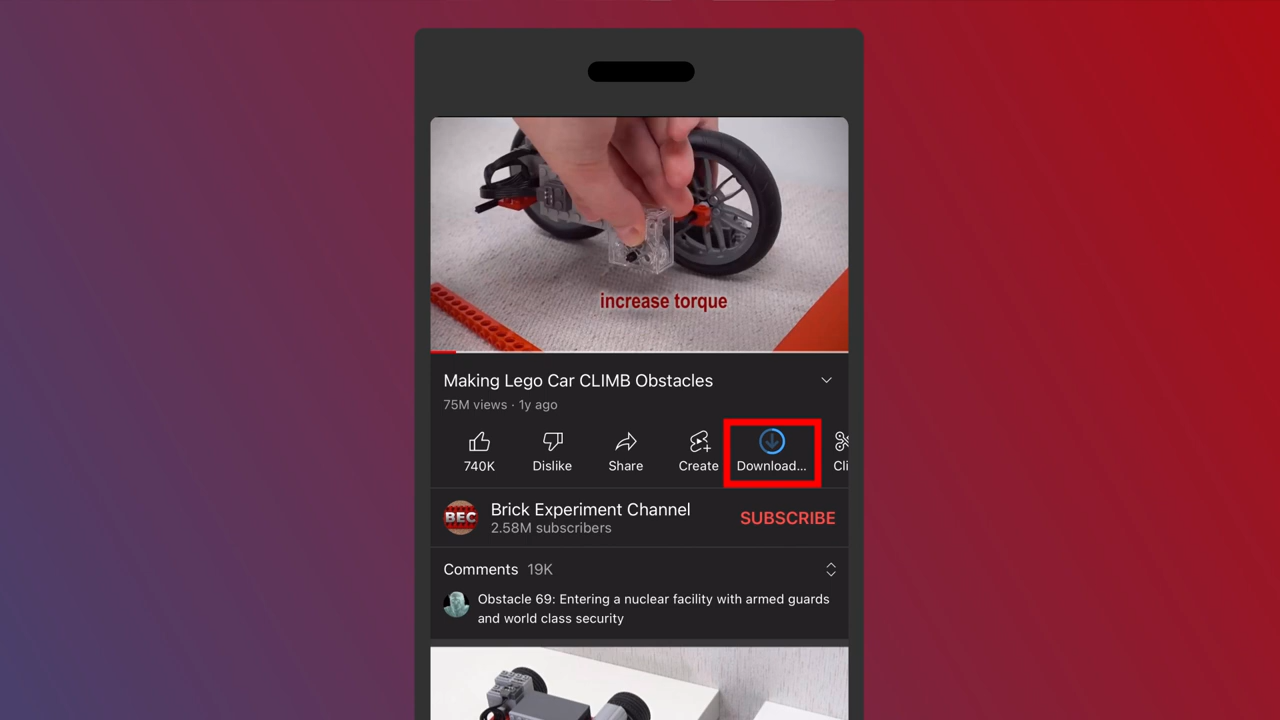 increase torque
Making Lego Car CLIMB Obstacles
75M views · 1y ago
740K
Dislike
Share
Create
Download...
Cli
BEC
Brick Experiment Channel
2.58M subscribers
SUBSCRIBE
Comments 19K
Obstacle 69: Entering a nuclear facility with armed guards
and world class security